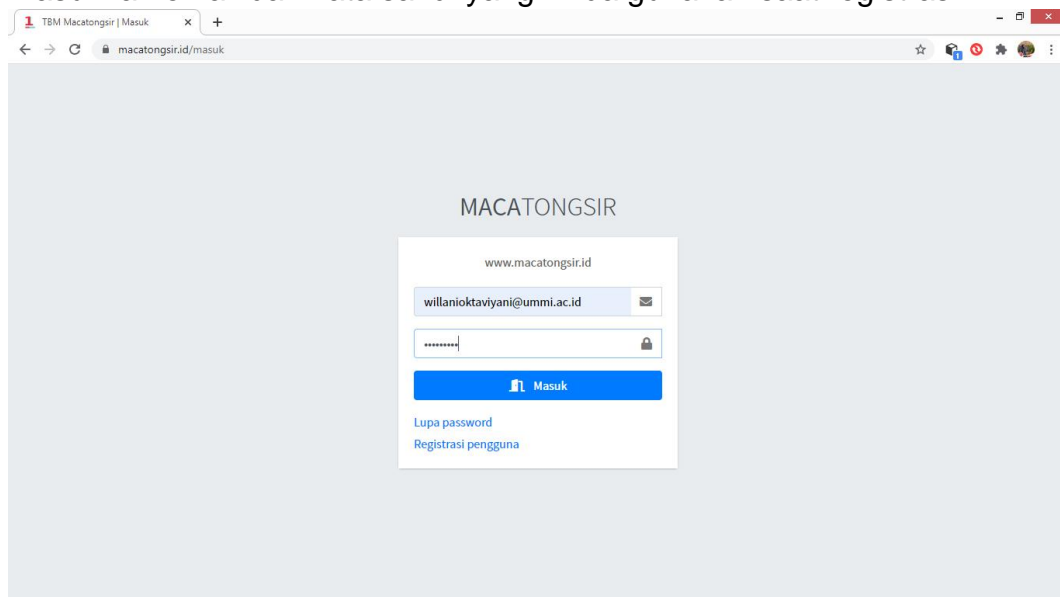 TBM Macatongsir | Masuk
macatongsir.id/masuk
MACATONGSIR
www.macatongsir.id
willanioktaviyani@ummi.ac.id
Masuk
Lupa password
Registrasi pengguna